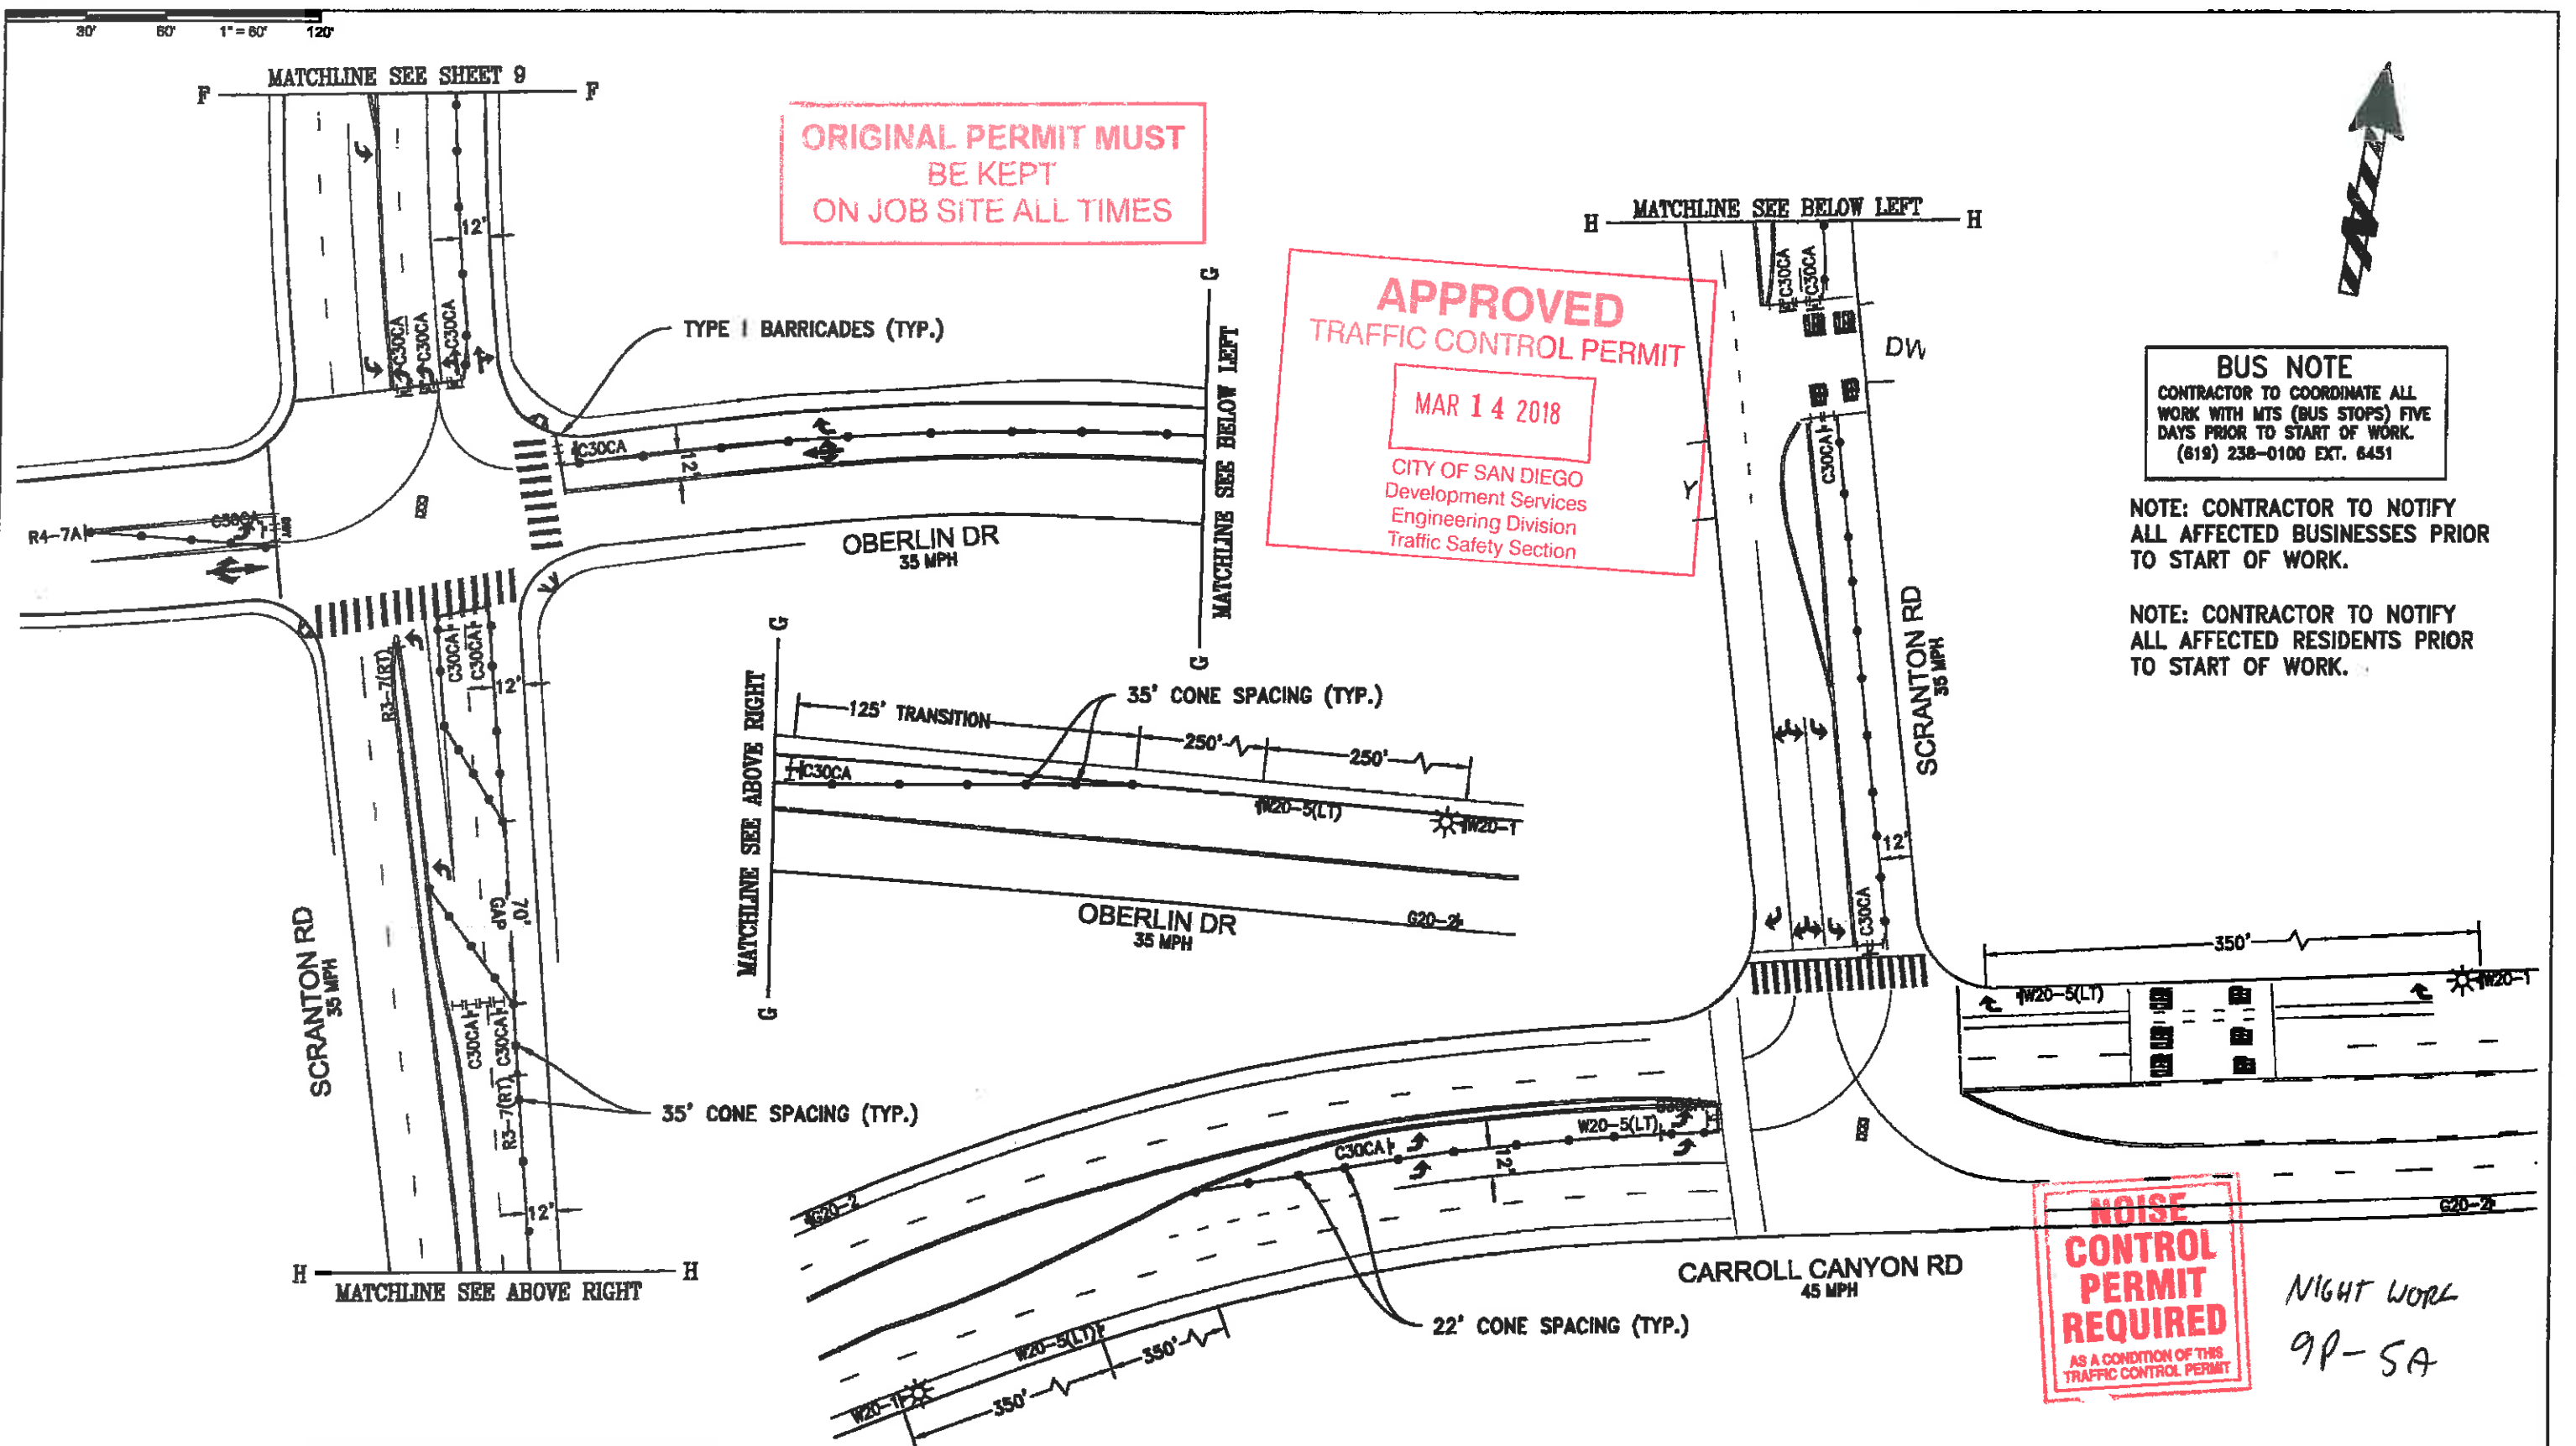 30'
60'
1" = 60'
120'
MATCHLINE SEE SHEET 9
F
F
12'
C30CA
C30CA
C30CA
ORIGINAL PERMIT MUST
BE KEPT
ON JOB SITE ALL TIMES
TYPE I BARRICADES (TYP.)
C30CA
12'
R4-7A
C30CA
OBERLIN DR
35 MPH
G
MATCHLINE SEE BELOW LEFT
G
C30CA
C30CA
R3-7(RT)
12'
SCRANTON RD
35 MPH
70'
GAP
C30CA
C30CA
R3-7(RT)
35' CONE SPACING (TYP.)
12'
H
H
MATCHLINE SEE ABOVE RIGHT
G
MATCHLINE SEE ABOVE RIGHT
G
125' TRANSITION
35' CONE SPACING (TYP.)
250'
250'
C30CA
W20-5(LT)
W20-1
OBERLIN DR
35 MPH
G20-2
APPROVED
TRAFFIC CONTROL PERMIT
MAR 14 2018
CITY OF SAN DIEGO
Development Services
Engineering Division
Traffic Safety Section
H
MATCHLINE SEE BELOW LEFT
H
C30CA
C30CA
DW
C30CA
Y
SCRANTON RD
35 MPH
12'
C30CA
N
BUS NOTE
CONTRACTOR TO COORDINATE ALL
WORK WITH MTS (BUS STOPS) FIVE
DAYS PRIOR TO START OF WORK.
(619) 238-0100 EXT. 6451
NOTE: CONTRACTOR TO NOTIFY
ALL AFFECTED BUSINESSES PRIOR
TO START OF WORK.
NOTE: CONTRACTOR TO NOTIFY
ALL AFFECTED RESIDENTS PRIOR
TO START OF WORK.
350'
W20-5(LT)
W20-1
G20-2
C30CA
W20-5(LT)
12'
G20-2
22' CONE SPACING (TYP.)
CARROLL CANYON RD
45 MPH
W20-5(LT)
350'
W20-1
350'
NOISE
CONTROL
PERMIT
REQUIRED
AS A CONDITION OF THIS
TRAFFIC CONTROL PERMIT
NIGHT WORK
9P - 5A